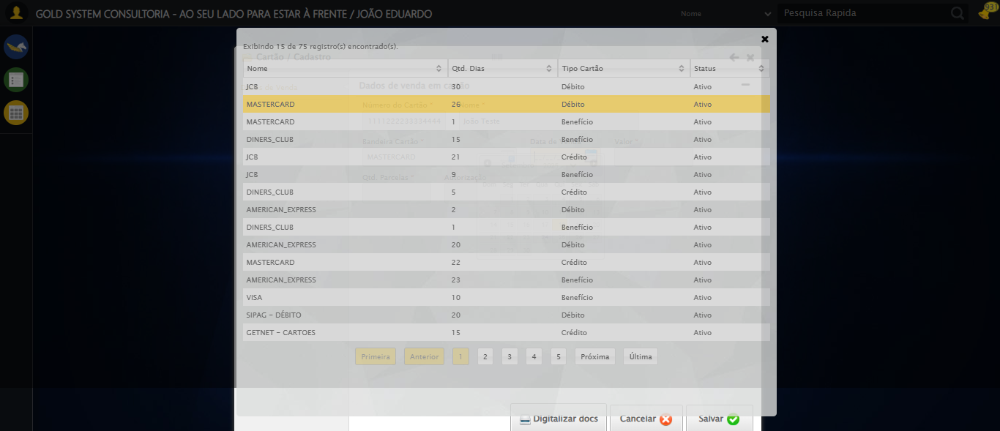 GOLD SYSTEM CONSULTORIA - AO SEU LADO PARA ESTAR À FRENTE / JOÃO EDUARDO
Nome
Pesquisa Rapida
931
Exibindo 15 de 75 registro(s) encontrado(s).
Cartão / Cadastro
Nome Qtd. Dias Tipo Cartão Status
JCB 30 Débito Ativo
Dados de venda em cartão
MASTERCARD 26 Débito Ativo
Número do Cartão * Nome *
MASTERCARD 1 Benefício Ativo
1111222233334444 João Teste
DINERS_CLUB 15 Benefício Ativo
Bandeira Cartão * Data de Valor *
JCB 21 Crédito Ativo
MASTERCARD
JCB 9 Benefício Ativo
Qtd. Parcelas * Autorização
DINERS_CLUB 5 Crédito Ativo
AMERICAN_EXPRESS 2 Débito Ativo
DINERS_CLUB 1 Benefício Ativo
AMERICAN_EXPRESS 20 Débito Ativo
MASTERCARD 22 Crédito Ativo
AMERICAN_EXPRESS 23 Benefício Ativo
VISA 10 Benefício Ativo
SIPAG - DÉBITO 20 Débito Ativo
GETNET - CARTOES 15 Crédito Ativo
Primeira Anterior 1 2 3 4 5 Próxima Última
Digitalizar docs Cancelar Salvar